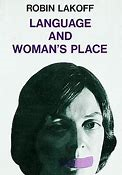 ROBIN LAKOFF
LANGUAGE
AND
WOMAN'S PLACE